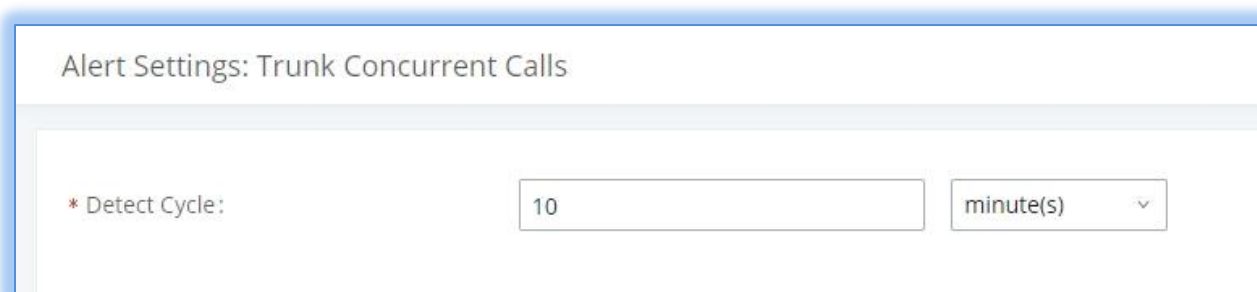 Alert Settings: Trunk Concurrent Calls
* Detect Cycle: 10 minute(s)